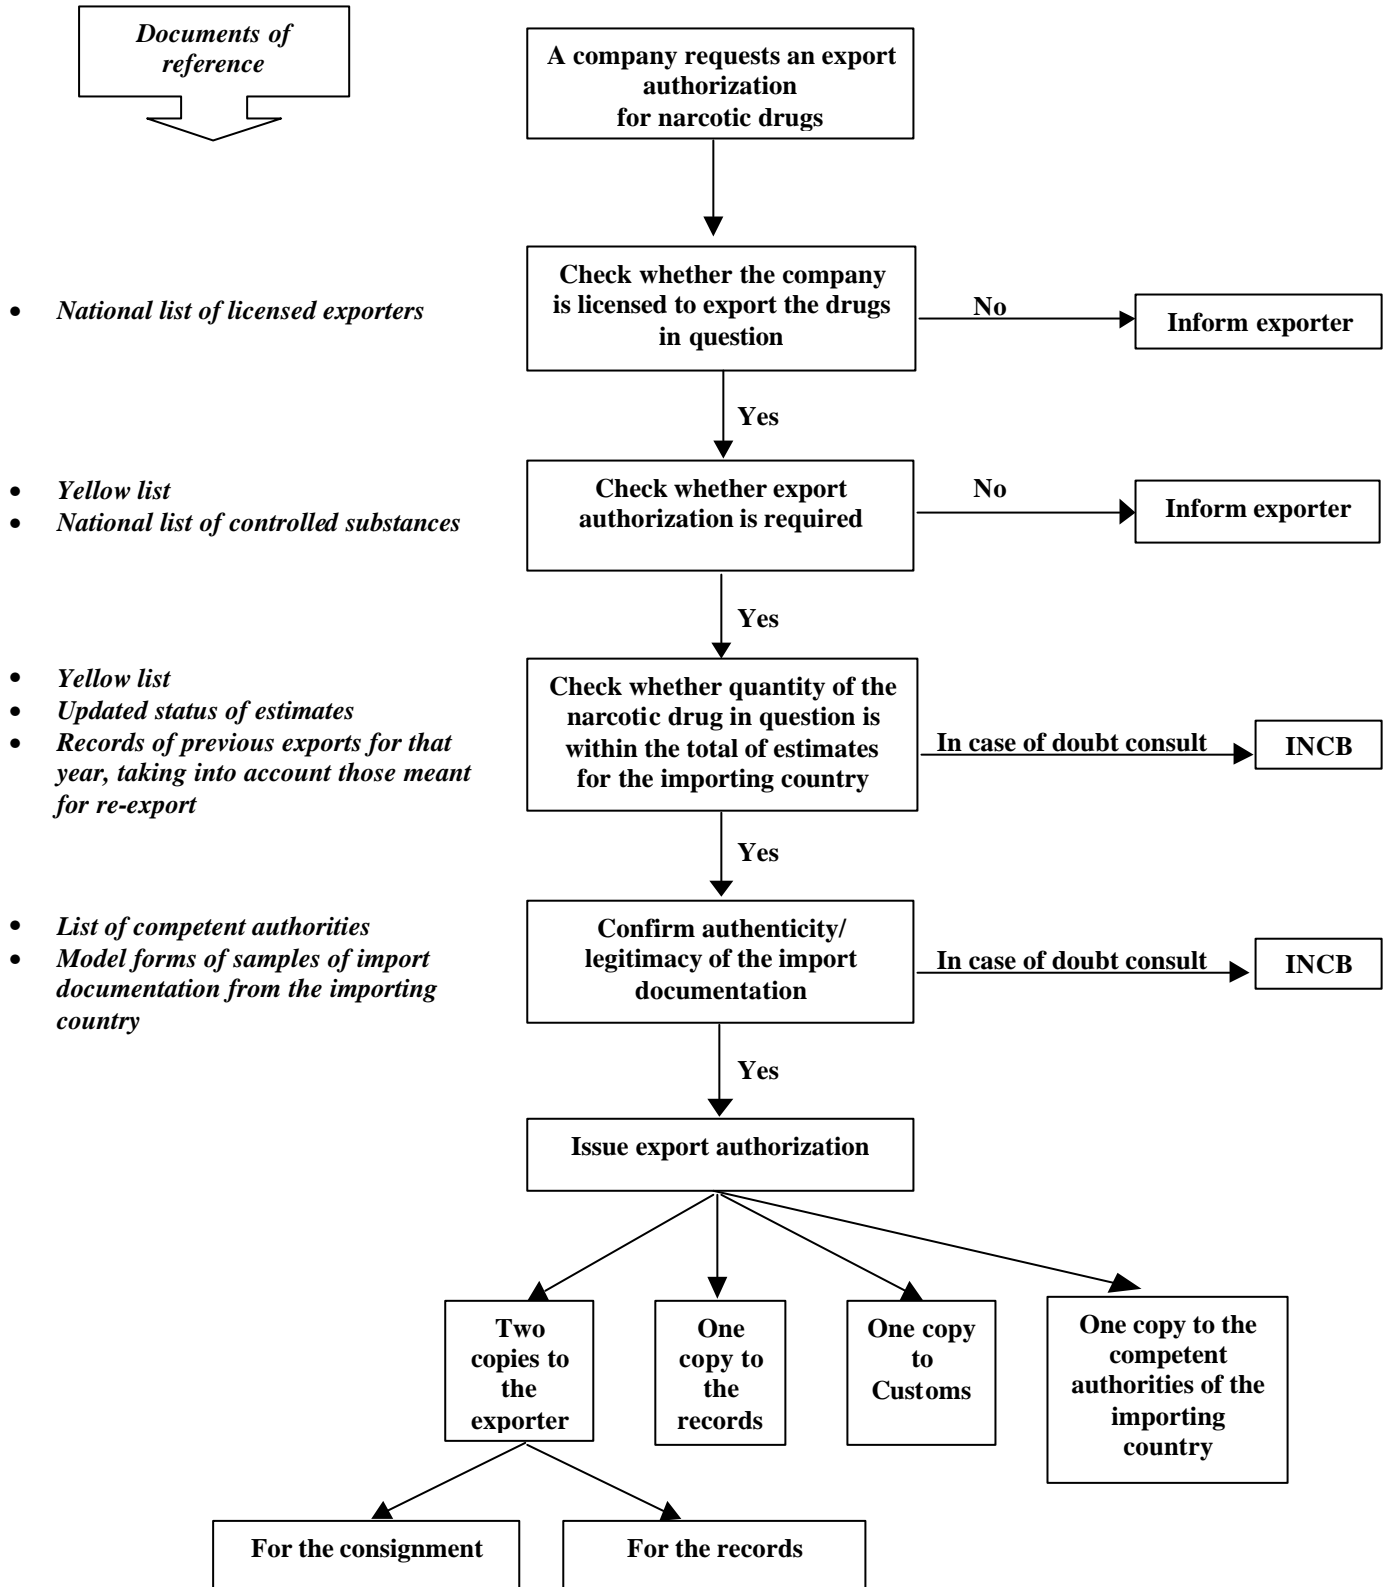 Documents of
reference
A company requests an export
authorization
for narcotic drugs
• National list of licensed exporters
Check whether the company
is licensed to export the drugs
in question
No
Inform exporter
Yes
• Yellow list
• National list of controlled substances
Check whether export
authorization is required
No
Inform exporter
Yes
• Yellow list
• Updated status of estimates
• Records of previous exports for that
year, taking into account those meant
for re-export
Check whether quantity of the
narcotic drug in question is
within the total of estimates
for the importing country
In case of doubt consult
INCB
Yes
• List of competent authorities
• Model forms of samples of import
documentation from the importing
country
Confirm authenticity/
legitimacy of the import
documentation
In case of doubt consult
INCB
Yes
Issue export authorization
Two
copies to
the
exporter
One
copy to
the
records
One copy
to
Customs
One copy to the
competent
authorities of the
importing
country
For the consignment
For the records